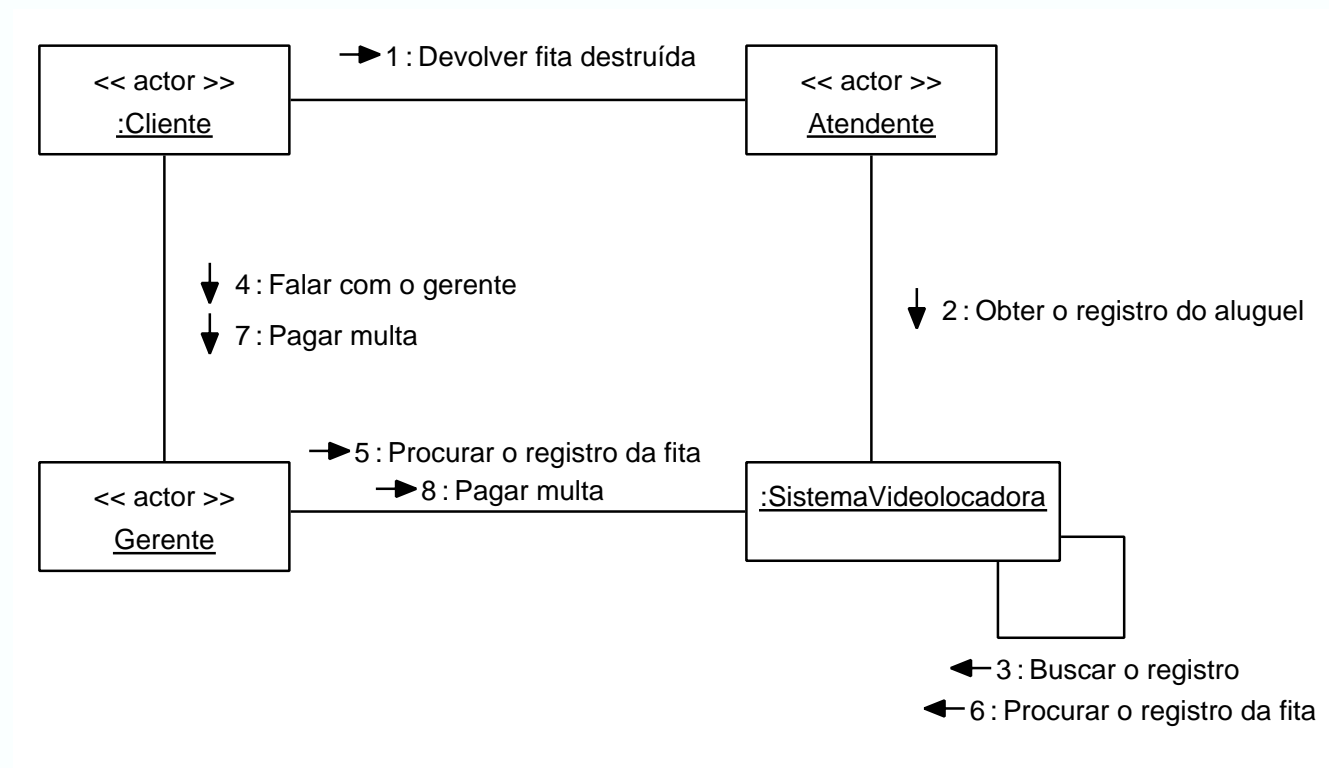 1 : Devolver fita destruída
<< actor >>
:Cliente
<< actor >>
Atendente
4 : Falar com o gerente
7 : Pagar multa
2 : Obter o registro do aluguel
5 : Procurar o registro da fita
8 : Pagar multa
<< actor >>
Gerente
:SistemaVideolocadora
3 : Buscar o registro
6 : Procurar o registro da fita